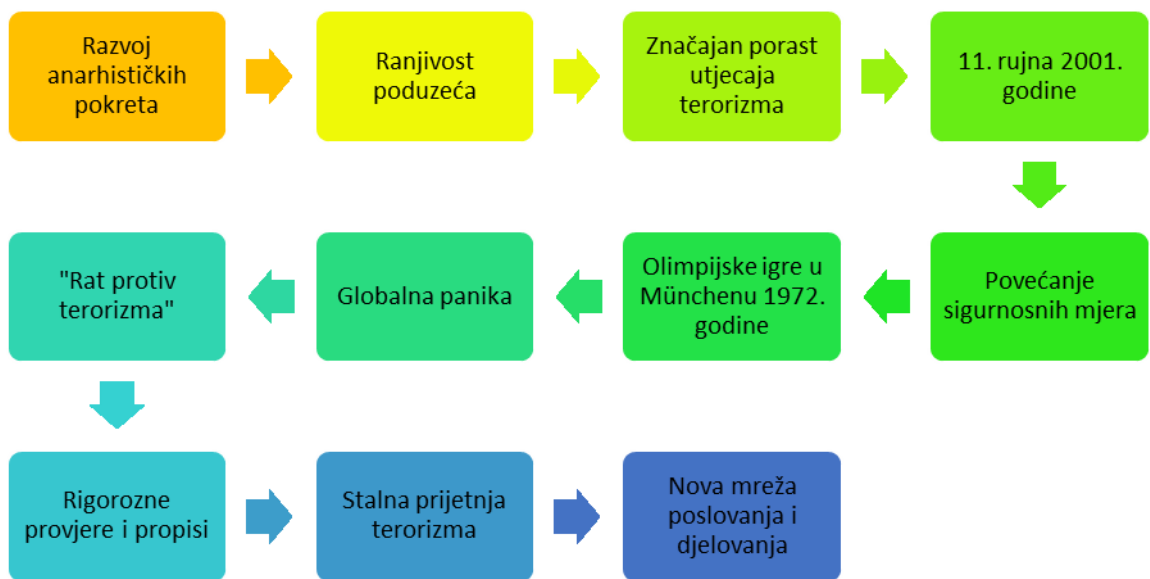 Razvoj
anarhističkih
pokreta
Ranjivost
poduzeća
Značajan porast
utjecaja
terorizma
11. rujna 2001.
godine
Povećanje
sigurnosnih mjera
Olimpijske igre u
Münchenu 1972.
godine
Globalna panika
"Rat protiv
terorizma"
Rigorozne
provjere i propisi
Stalna prijetnja
terorizma
Nova mreža
poslovanja i
djelovanja